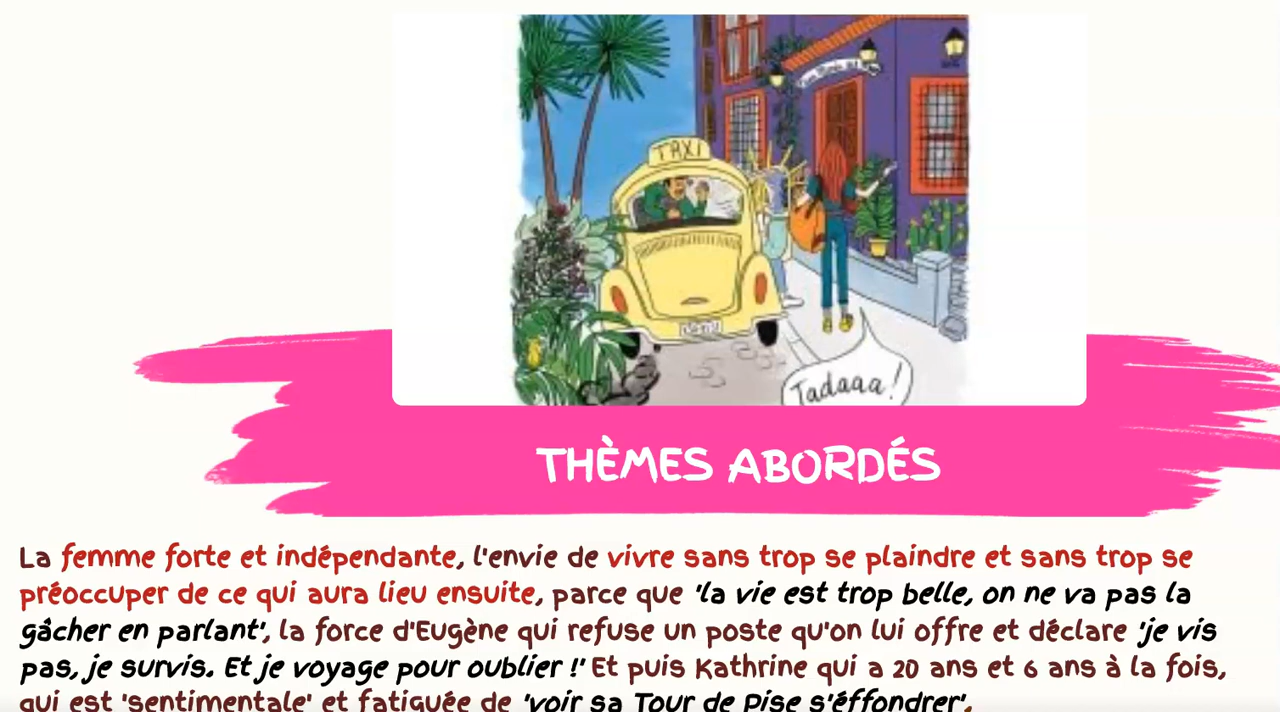 TAXI
Tadaaa!
THÈMES ABORDÉS
La femme forte et indépendante, l'envie de vivre sans trop se plaindre et sans trop se
préoccuper de ce qui aura lieu ensuite, parce que 'la vie est trop belle, on ne va pas la
gâcher en parlant', la force d'Eugène qui refuse un poste qu'on lui offre et déclare 'je vis
pas, je survis. Et je voyage pour oublier !' Et puis Kathrine qui a 20 ans et 6 ans à la fois,
qui est 'sentimentale' et fatiguée de 'voir sa Tour de Pise s'éffondrer'.